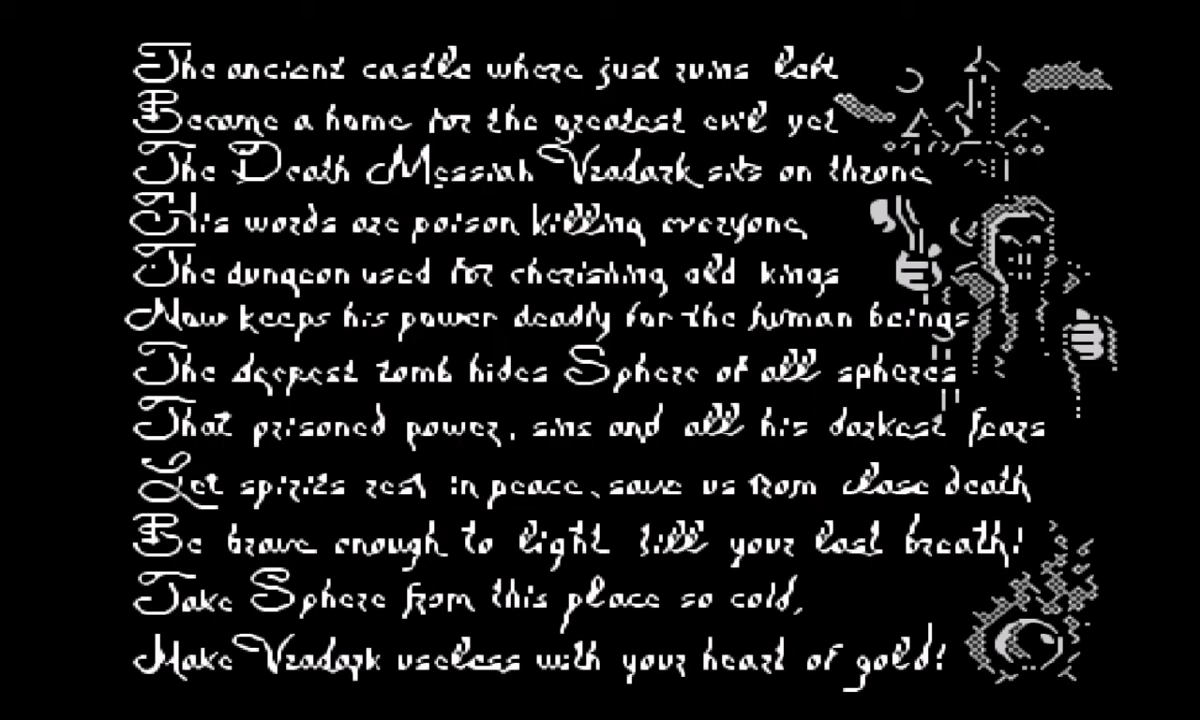 The ancient castle where just ruins left
Became a home for the greatest evil yet
The Death Messiah Vradark sits on throne
His words are poison killing everyone
The dungeon used for cherishing old kings
Now keeps his power deadly for the human beings
The deepest tomb hides Sphere of all spheres
That prisoned power, sins and all his darkest fears
Let spirits rest in peace, save us from close death
Be brave enough to light till your last breath!
Take Sphere from this place so cold,
Make Vradark useless with your heart of gold!